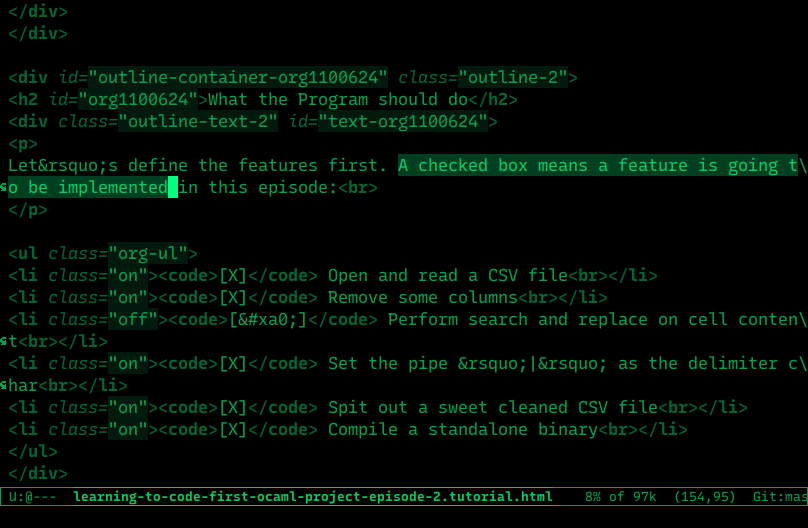 </div>
</div>
<div id="outline-container-org1100624" class="outline-2">
<h2 id="org1100624">What the Program should do</h2>
<div class="outline-text-2" id="text-org1100624">
<p>
Let&rsquo;s define the features first. A checked box means a feature is going t\
o be implemented in this episode:<br>
</p>
<ul class="org-ul">
<li class="on"><code>[X]</code> Open and read a CSV file<br></li>
<li class="on"><code>[X]</code> Remove some columns<br></li>
<li class="off"><code>[&#xa0;]</code> Perform search and replace on cell conten\
t<br></li>
<li class="on"><code>[X]</code> Set the pipe &rsquo;|&rsquo; as the delimiter c\
har<br></li>
<li class="on"><code>[X]</code> Spit out a sweet cleaned CSV file<br></li>
<li class="on"><code>[X]</code> Compile a standalone binary<br></li>
</ul>
</div>
U:@--- learning-to-code-first-ocaml-project-episode-2.tutorial.html 8% of 97k (154,95) Git:mas